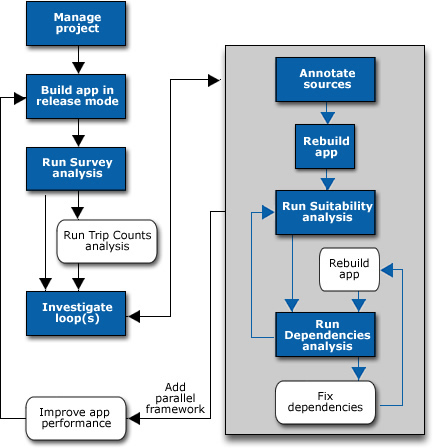 Manage
project
Build app in
release mode
Run Survey
analysis
Run Trip Counts
analysis
Investigate
loop(s)
Improve app
performance
Add
parallel
framework
Annotate
sources
Rebuild
app
Run Suitability
analysis
Rebuild
app
Run
Dependencies
analysis
Fix
dependencies